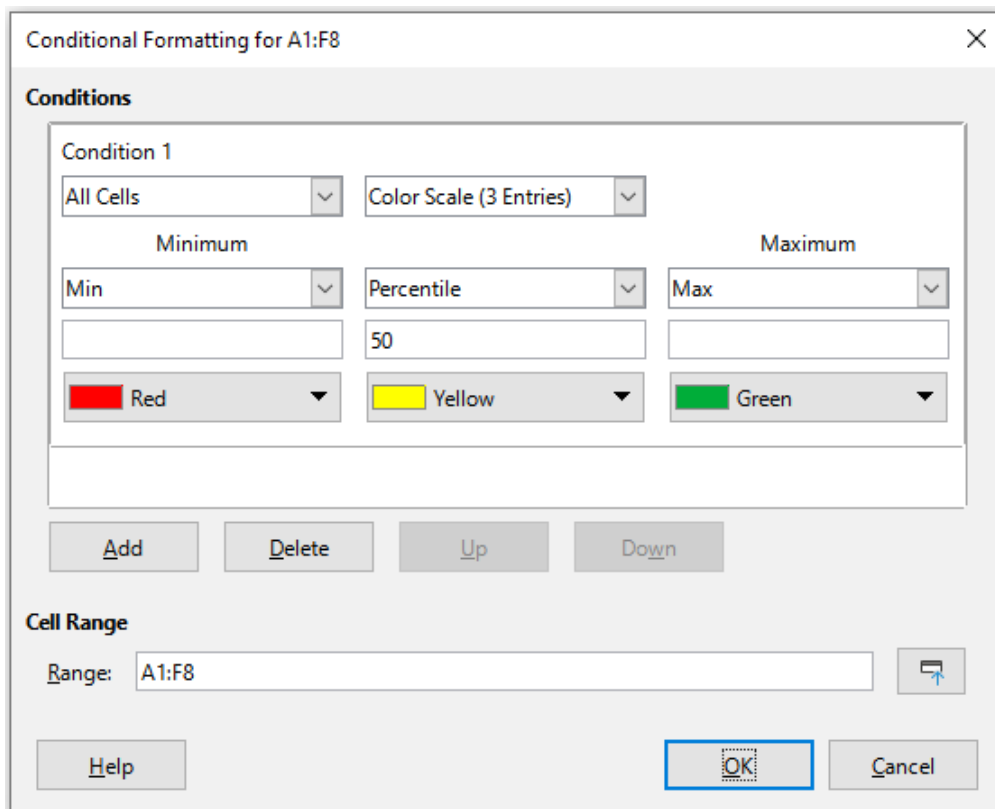 Conditional Formatting for A1:F8
Conditions
Condition 1
All Cells Color Scale (3 Entries)
Minimum Maximum
Min Percentile Max
50
Red Yellow Green
Add Delete Up Down
Cell Range
Range: A1:F8
Help OK Cancel